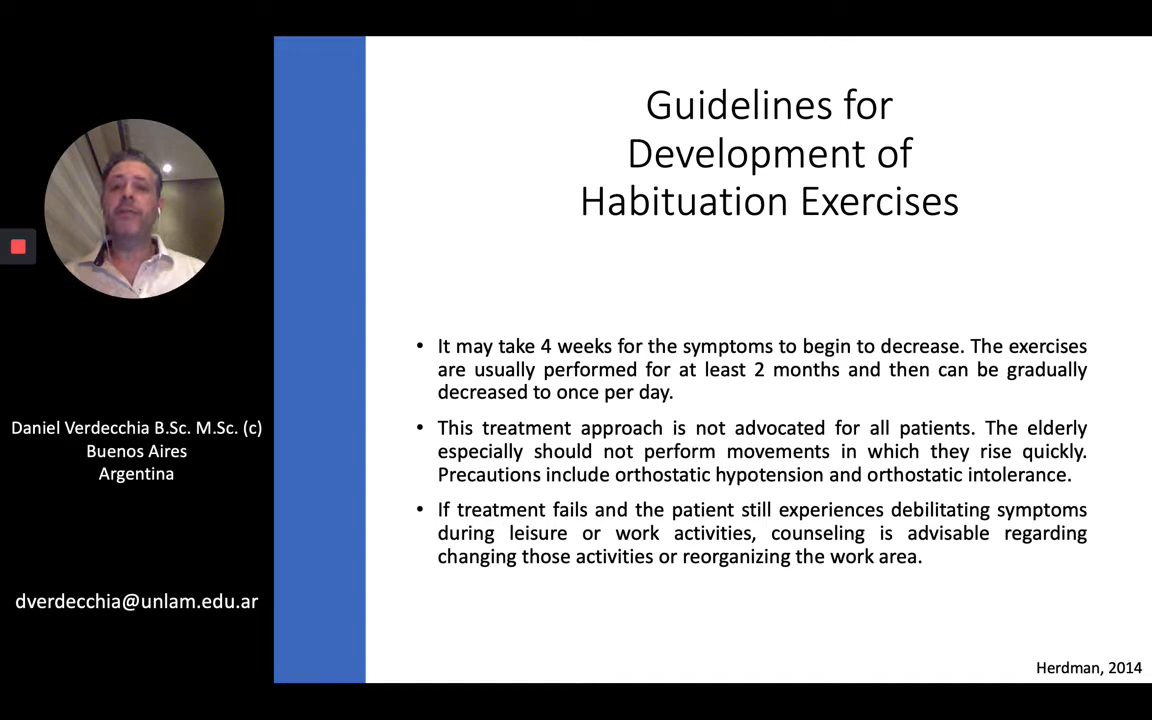 Guidelines for
Development of
Habituation Exercises
• It may take 4 weeks for the symptoms to begin to decrease. The exercises
are usually performed for at least 2 months and then can be gradually
decreased to once per day.
• This treatment approach is not advocated for all patients. The elderly
especially should not perform movements in which they rise quickly.
Precautions include orthostatic hypotension and orthostatic intolerance.
• If treatment fails and the patient still experiences debilitating symptoms
during leisure or work activities, counseling is advisable regarding
changing those activities or reorganizing the work area.
Herdman, 2014
Daniel Verdecchia B.Sc. M.Sc. (c)
Buenos Aires
Argentina
dverdecchia@unlam.edu.ar